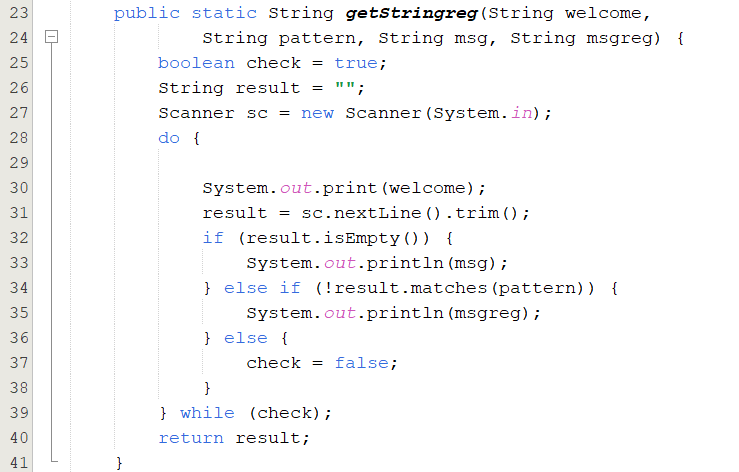 23 public static String getStringreg(String welcome,
24 String pattern, String msg, String msgreg) {
25 boolean check = true;
26 String result = "";
27 Scanner sc = new Scanner(System.in);
28 do {
29
30 System.out.print(welcome);
31 result = sc.nextLine().trim();
32 if (result.isEmpty()) {
33 System.out.println(msg);
34 } else if (!result.matches(pattern)) {
35 System.out.println(msgreg);
36 } else {
37 check = false;
38 }
39 } while (check);
40 return result;
41 }